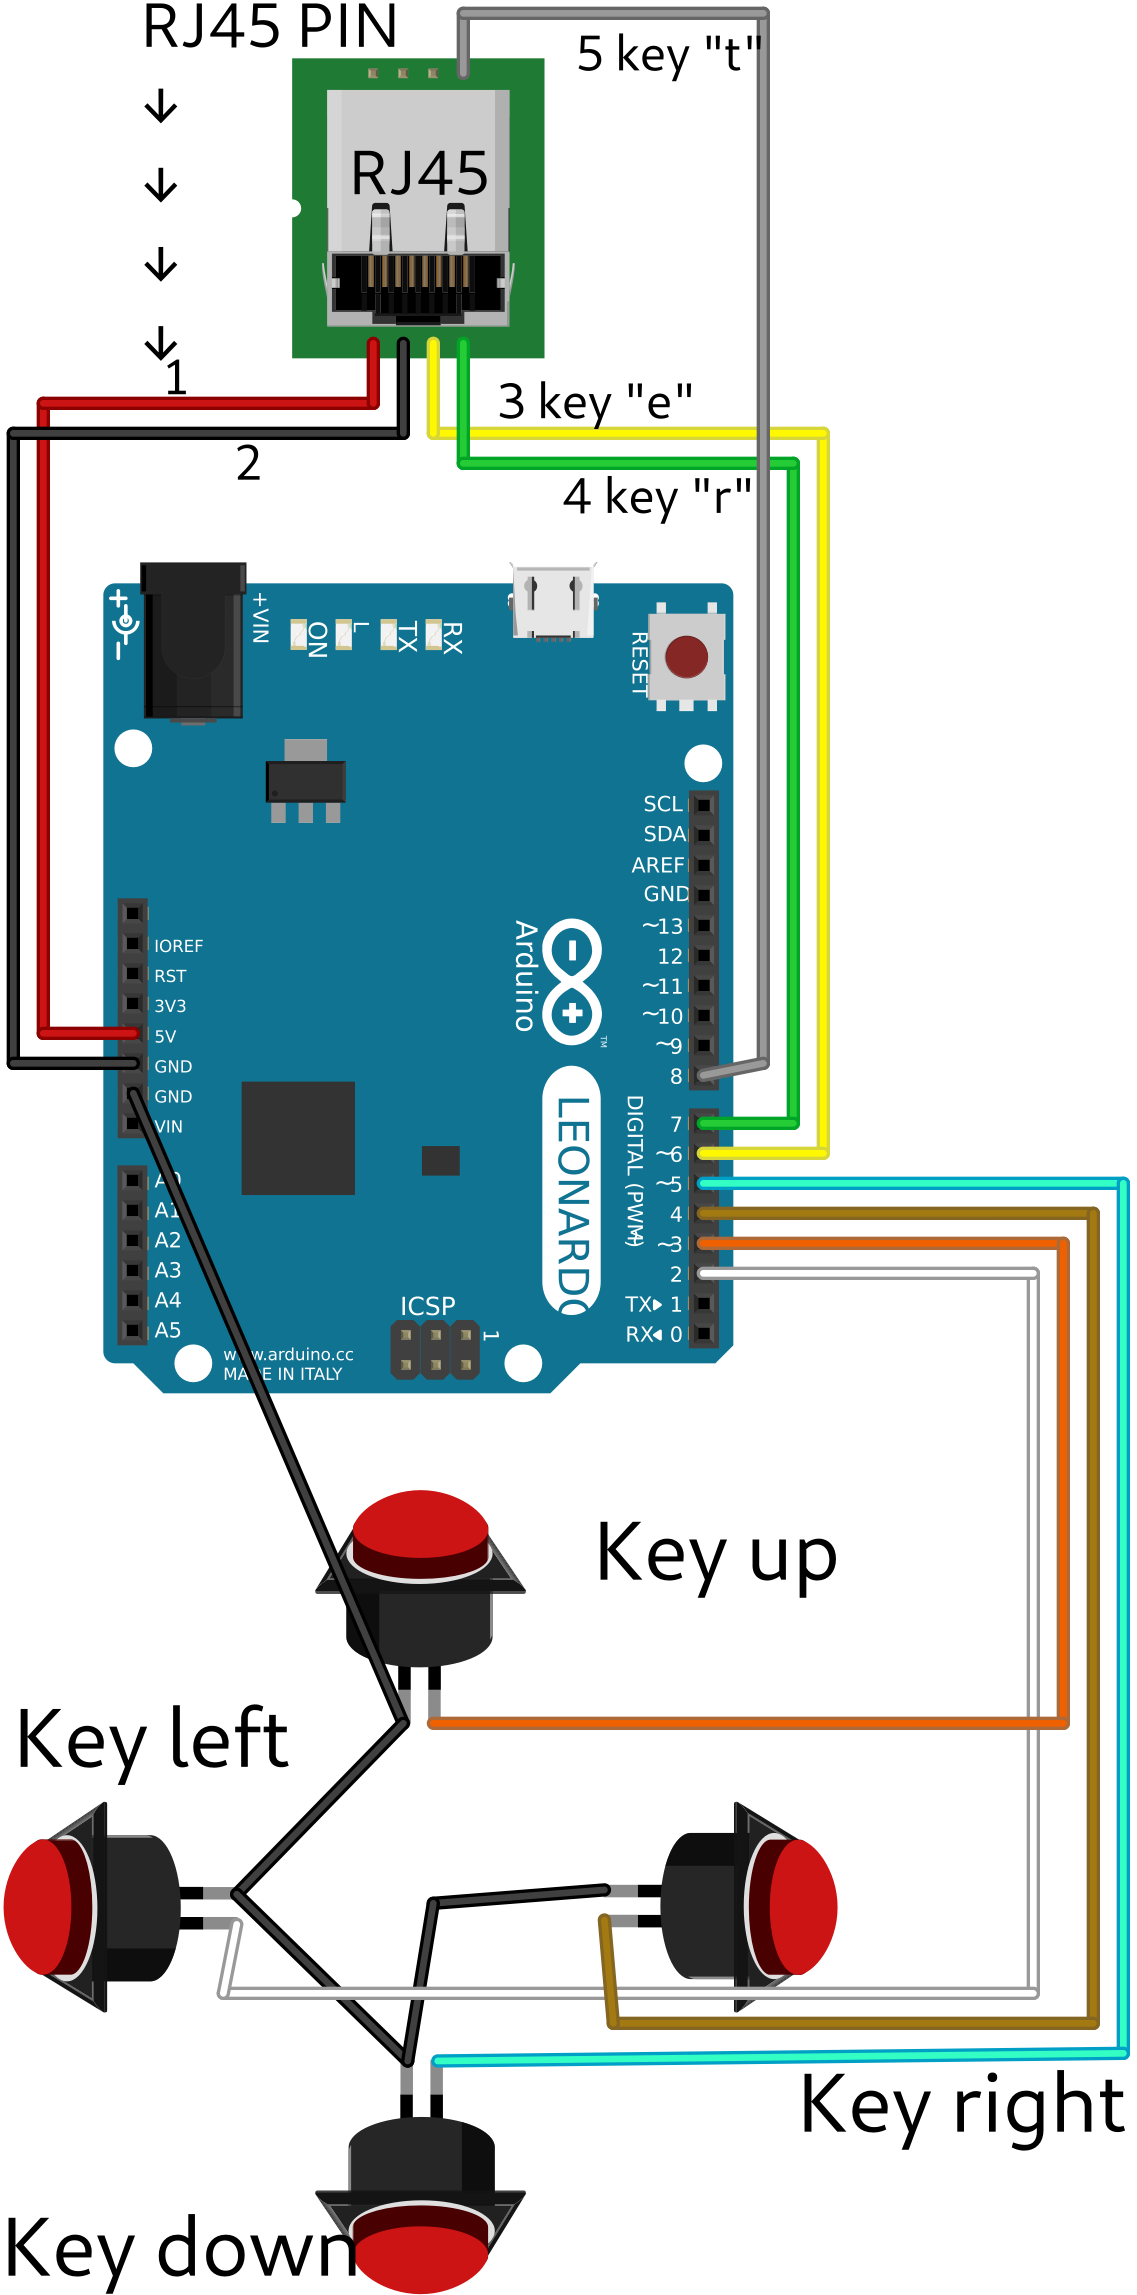 RJ45 PIN
5 key "t"
↓
↓
↓
↓
RJ45
1
2
3 key "e"
4 key "r"
+
-
+VIN
ON
L
TX
RX
RESET
SCL
SDA
AREF
GND
~13
12
~11
~10
~9
8
IOREF
RST
3V3
5V
GND
GND
VIN
Arduino
TM
LEONARDO
DIGITAL (PWM)
7
~6
~5
4
~3
2
TX▸ 1
RX◂ 0
A0
A1
A2
A3
A4
A5
ICSP
1
www.arduino.cc
MADE IN ITALY
Key up
Key left
Key right
Key down